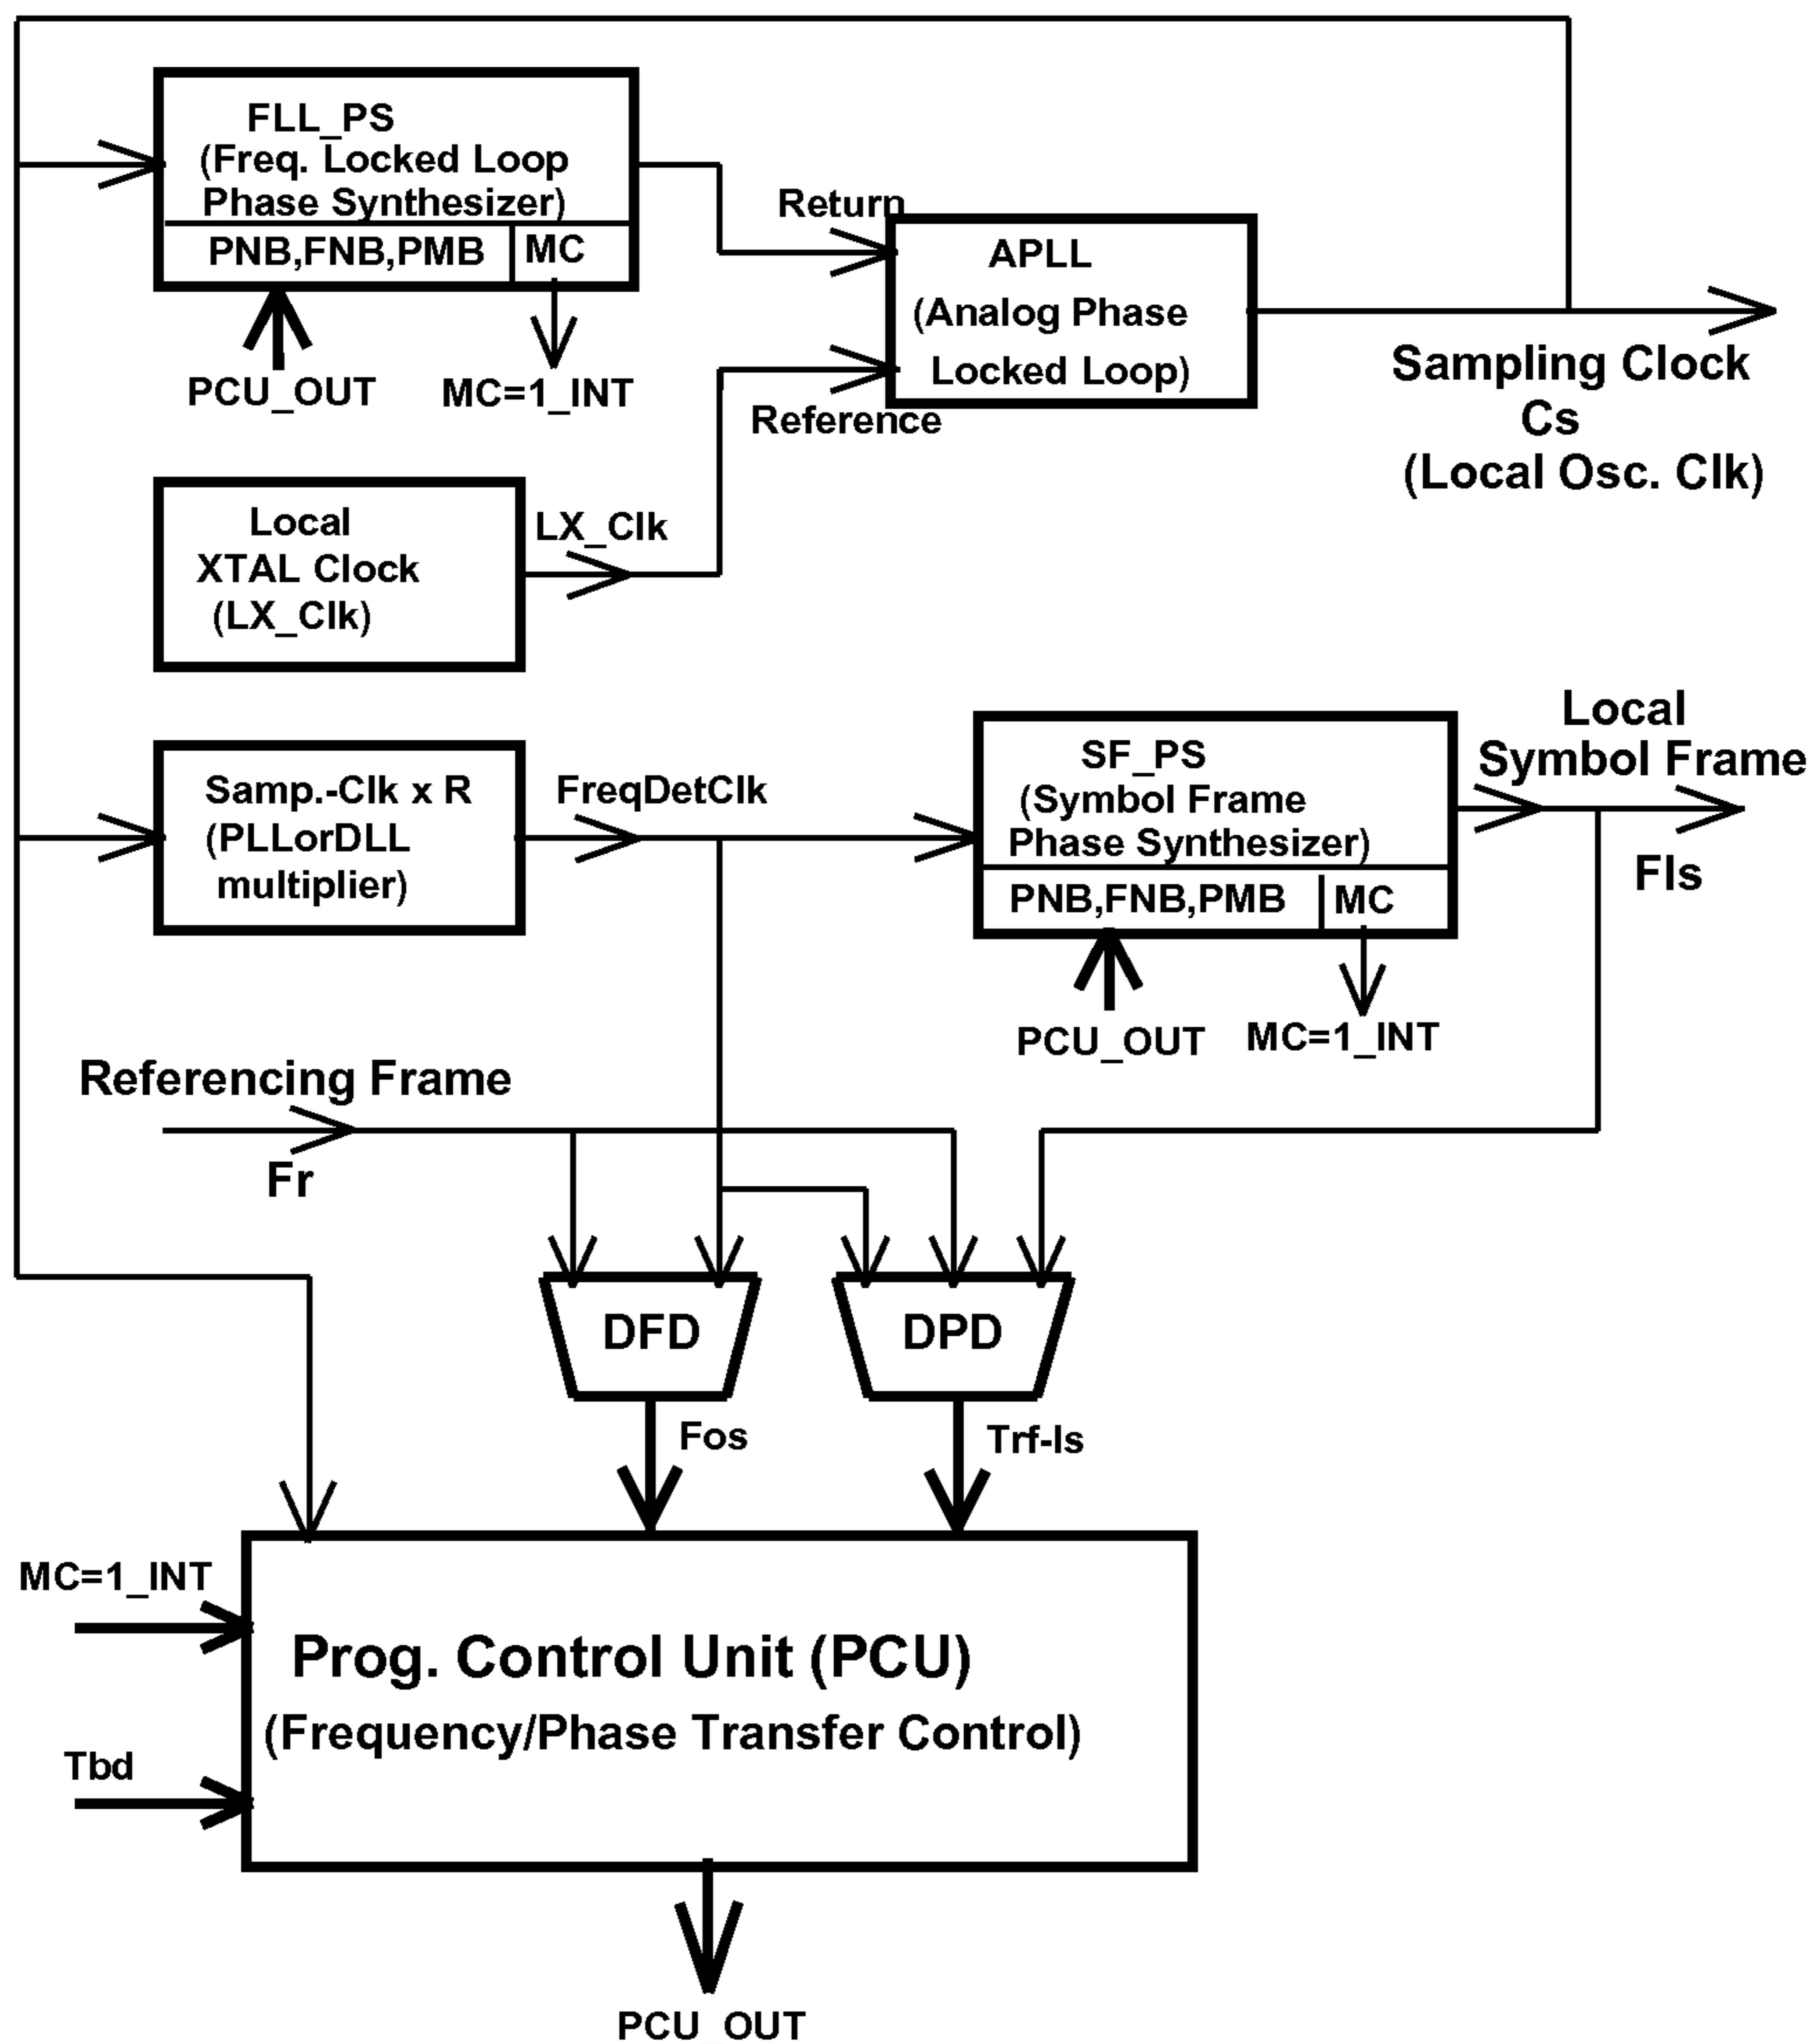 FLL_PS
(Freq. Locked Loop
Phase Synthesizer)
PNB,FNB,PMB
MC
PCU_OUT
MC=1_INT
Return
Reference
APLL
(Analog Phase
Locked Loop)
Sampling Clock
Cs
(Local Osc. Clk)
Local
XTAL Clock
(LX_Clk)
LX_Clk
Samp.-Clk x R
(PLLorDLL
multiplier)
FreqDetClk
SF_PS
(Symbol Frame
Phase Synthesizer)
PNB,FNB,PMB
MC
PCU_OUT
MC=1_INT
Local
Symbol Frame
Fls
Referencing Frame
Fr
DFD
DPD
Fos
Trf-ls
MC=1_INT
Tbd
Prog. Control Unit (PCU)
(Frequency/Phase Transfer Control)
PCU_OUT